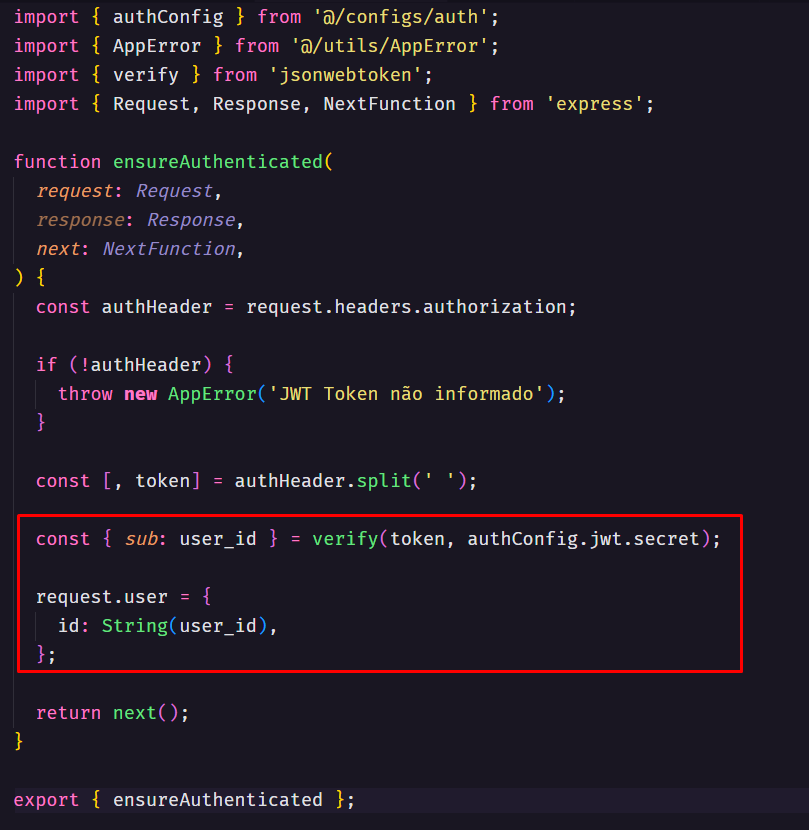 import { authConfig } from '@/configs/auth';
import { AppError } from '@/utils/AppError';
import { verify } from 'jsonwebtoken';
import { Request, Response, NextFunction } from 'express';
function ensureAuthenticated(
  request: Request,
  response: Response,
  next: NextFunction,
) {
  const authHeader = request.headers.authorization;
  if (!authHeader) {
    throw new AppError('JWT Token não informado');
  }
  const [, token] = authHeader.split(' ');
  const { sub: user_id } = verify(token, authConfig.jwt.secret);
  request.user = {
    id: String(user_id),
  };
  return next();
}
export { ensureAuthenticated };